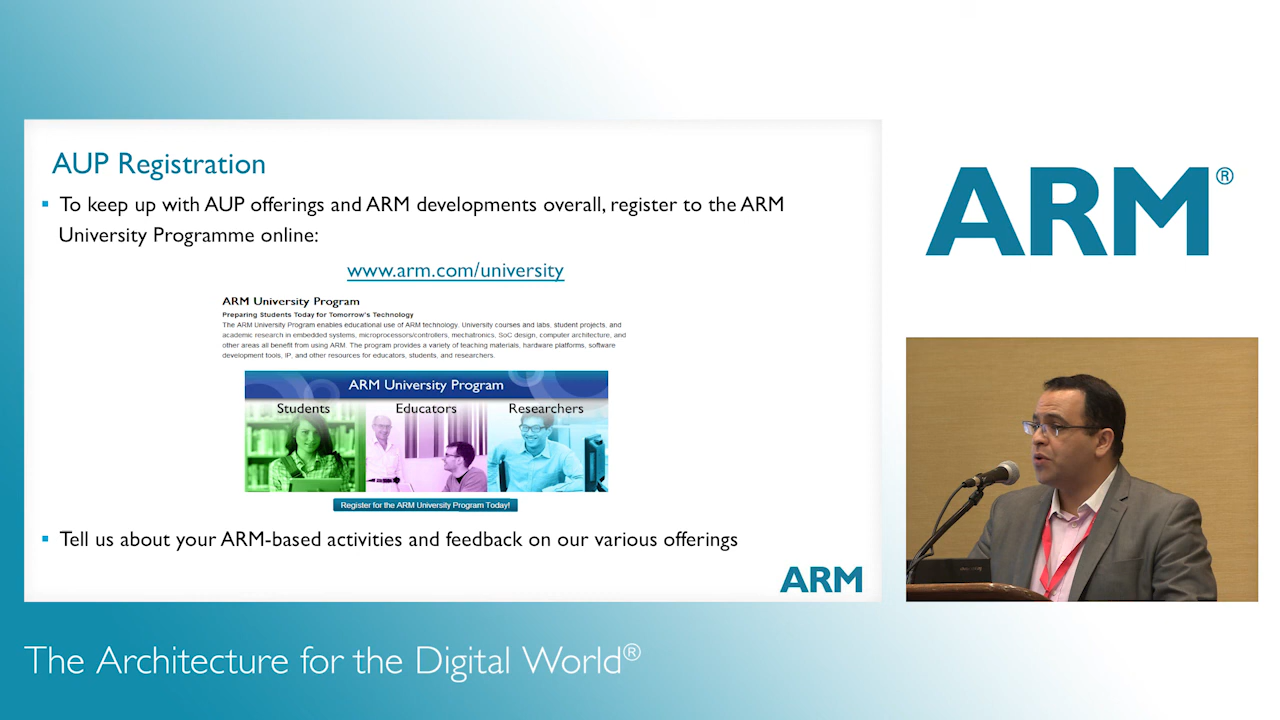 AUP Registration
To keep up with AUP offerings and ARM developments overall, register to the ARM
University Programme online:
www.arm.com/university
ARM University Program
Preparing Students Today for Tomorrow's Technology
The ARM University Program enables educational use of ARM technology. University courses and labs, student projects, and
academic research in embedded systems, microprocessors/controllers, mechatronics, SoC design, computer architecture, and
other areas all benefit from using ARM. The program provides a variety of teaching materials, hardware platforms, software
development tools, IP, and other resources for educators, students, and researchers.
ARM University Program
Students Educators Researchers
Register for the ARM University Program Today!
Tell us about your ARM-based activities and feedback on our various offerings
ARM
ARM®
The Architecture for the Digital World®